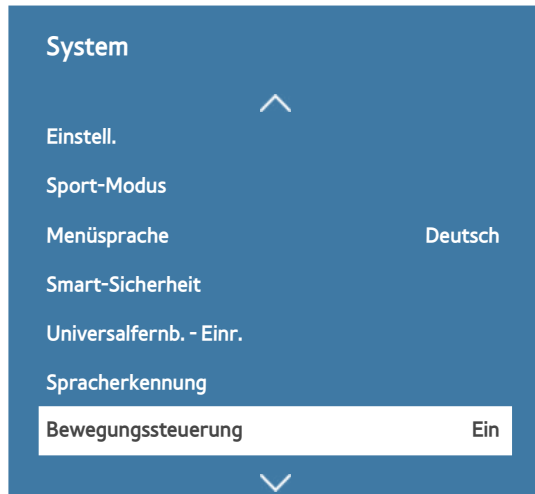 System
Einstell.
Sport-Modus
Menüsprache Deutsch
Smart-Sicherheit
Universalfernb. - Einr.
Spracherkennung
Bewegungssteuerung Ein